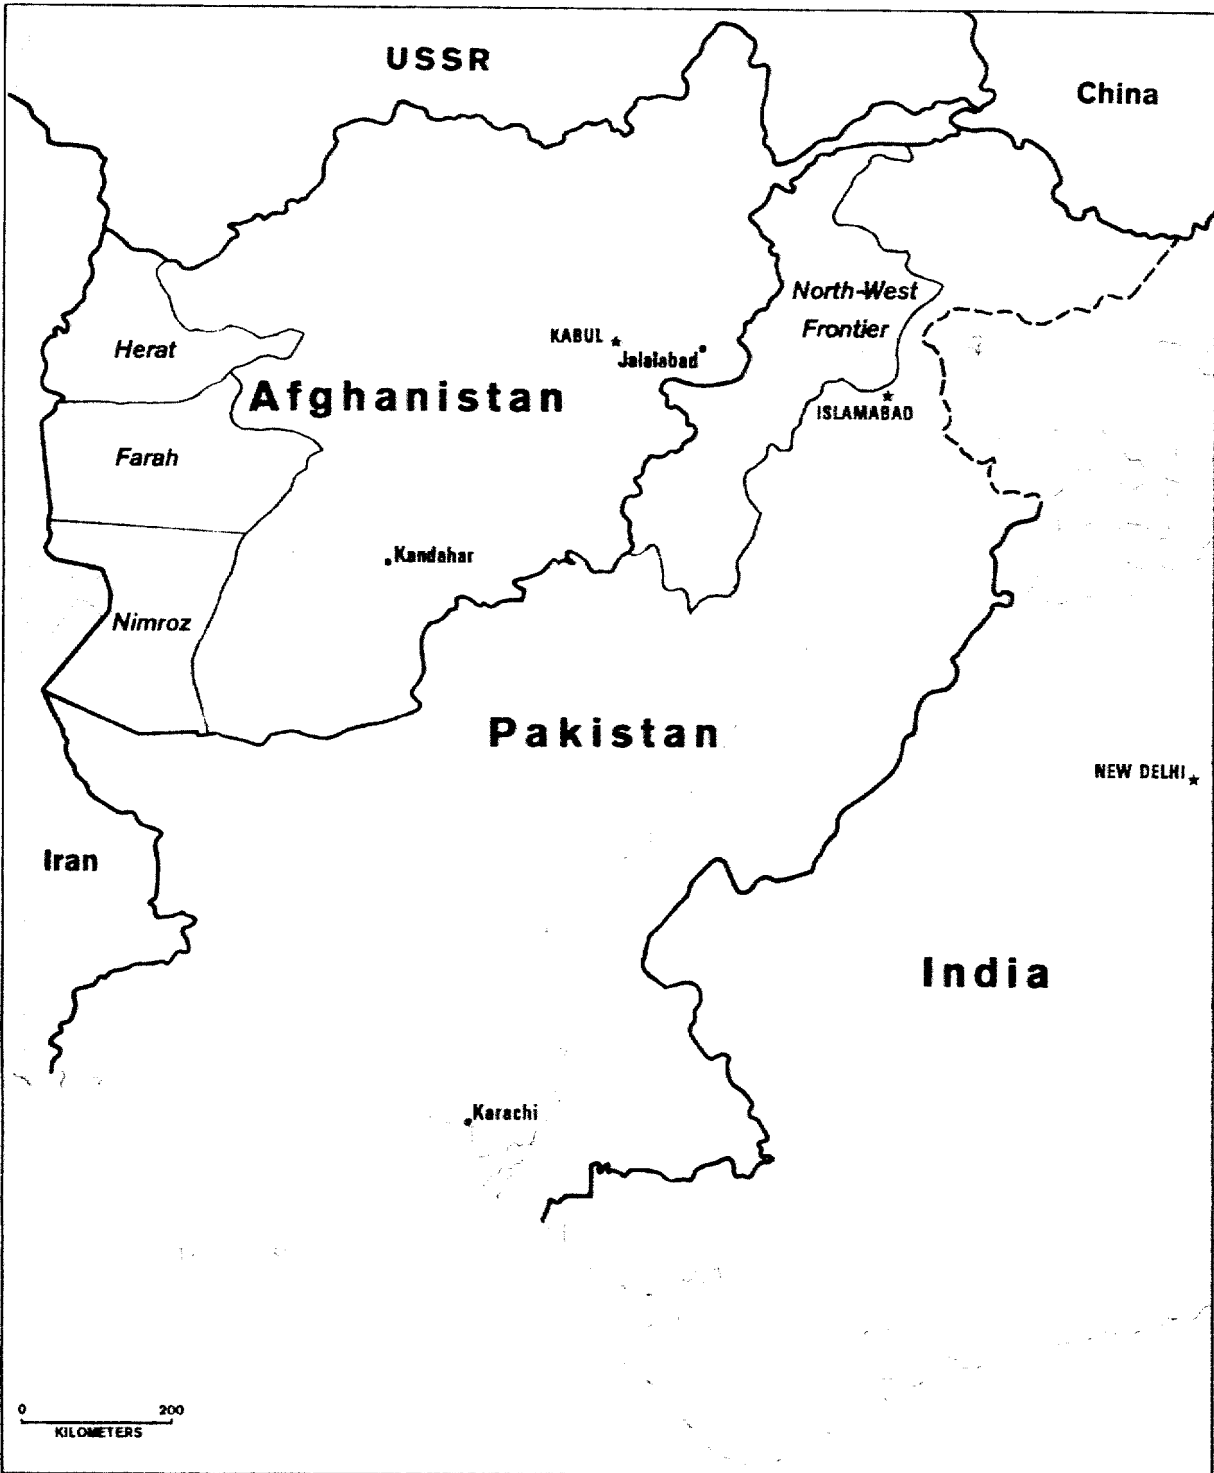 USSR
China
North-West
Frontier
KABUL
Jalalabad
Herat
Afghanistan
ISLAMABAD
Farah
Kandahar
Nimroz
Pakistan
NEW DELHI
Iran
India
Karachi
0 200
KILOMETERS